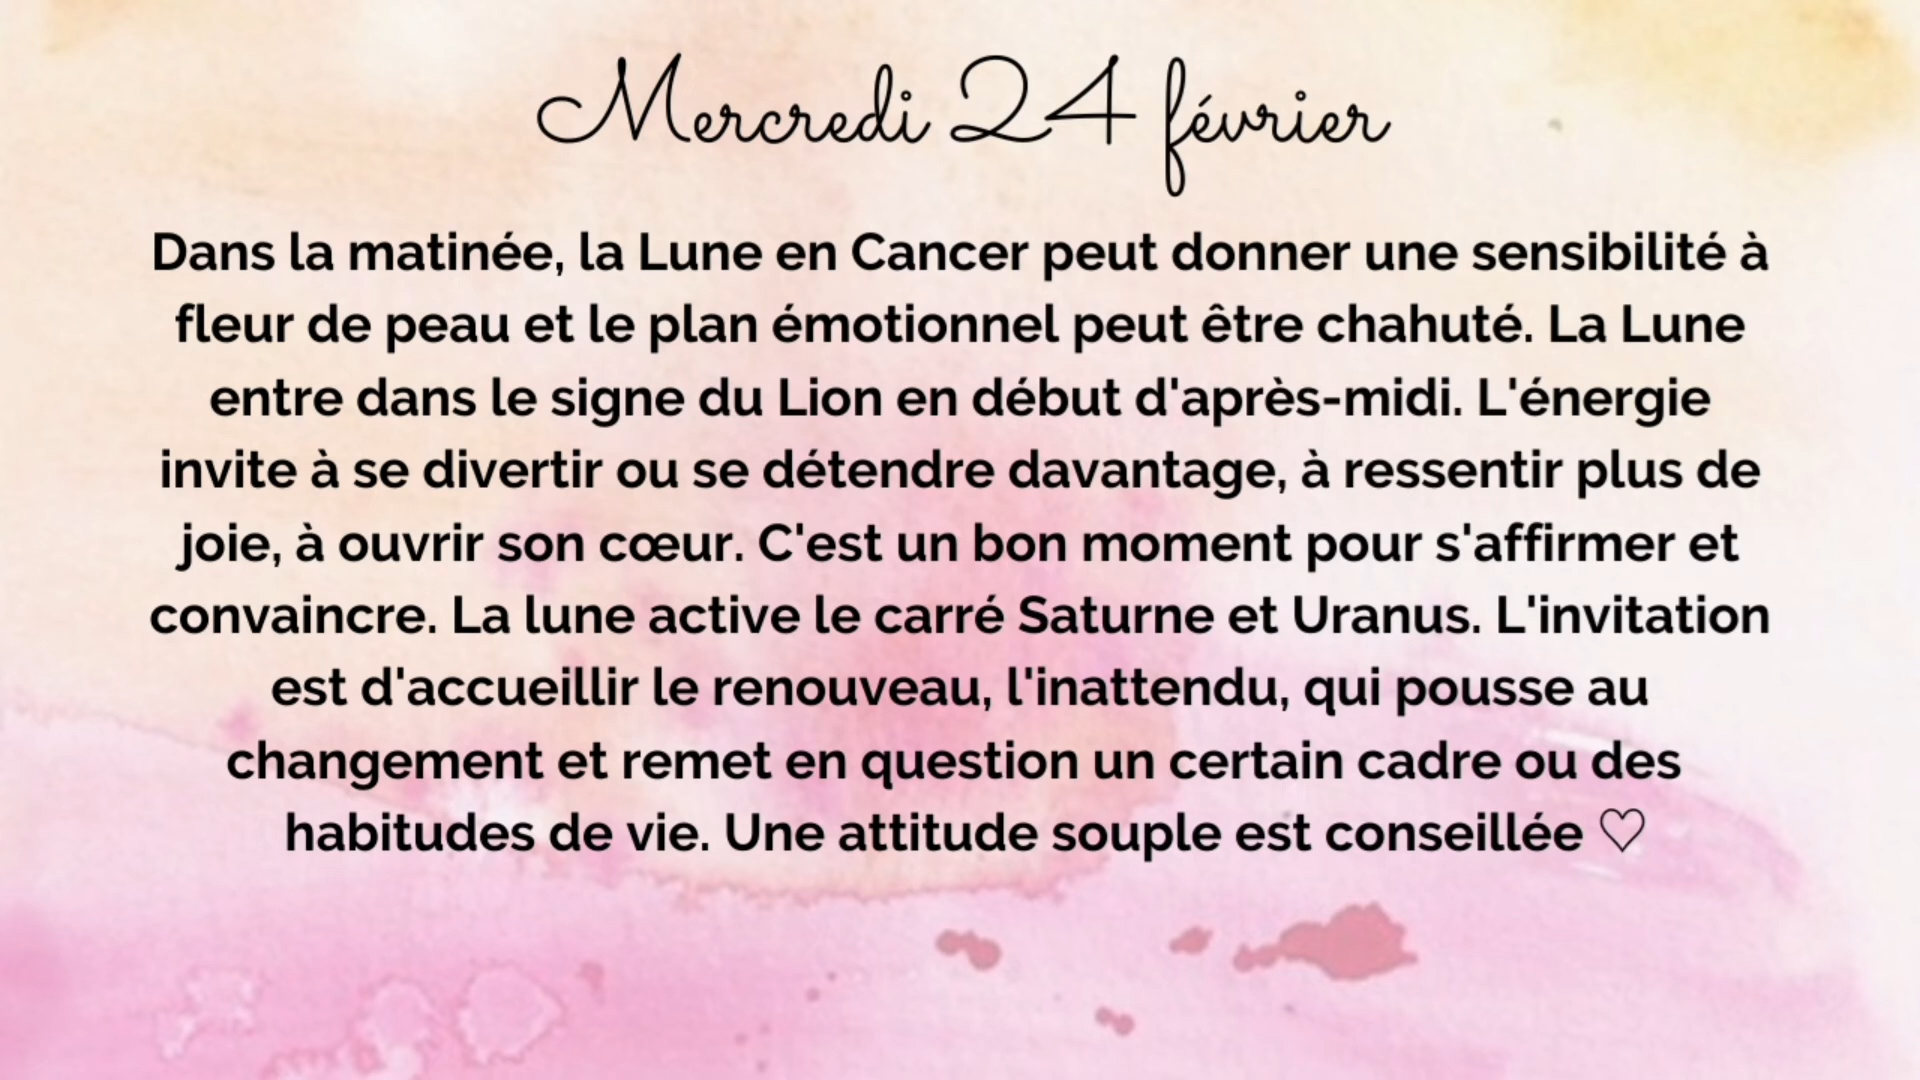 Mercredi 24 février
Dans la matinée, la Lune en Cancer peut donner une sensibilité à
fleur de peau et le plan émotionnel peut être chahuté. La Lune
entre dans le signe du Lion en début d'après-midi. L'énergie
invite à se divertir ou se détendre davantage, à ressentir plus de
joie, à ouvrir son cœur. C'est un bon moment pour s'affirmer et
convaincre. La lune active le carré Saturne et Uranus. L'invitation
est d'accueillir le renouveau, l'inattendu, qui pousse au
changement et remet en question un certain cadre ou des
habitudes de vie. Une attitude souple est conseillée ♡